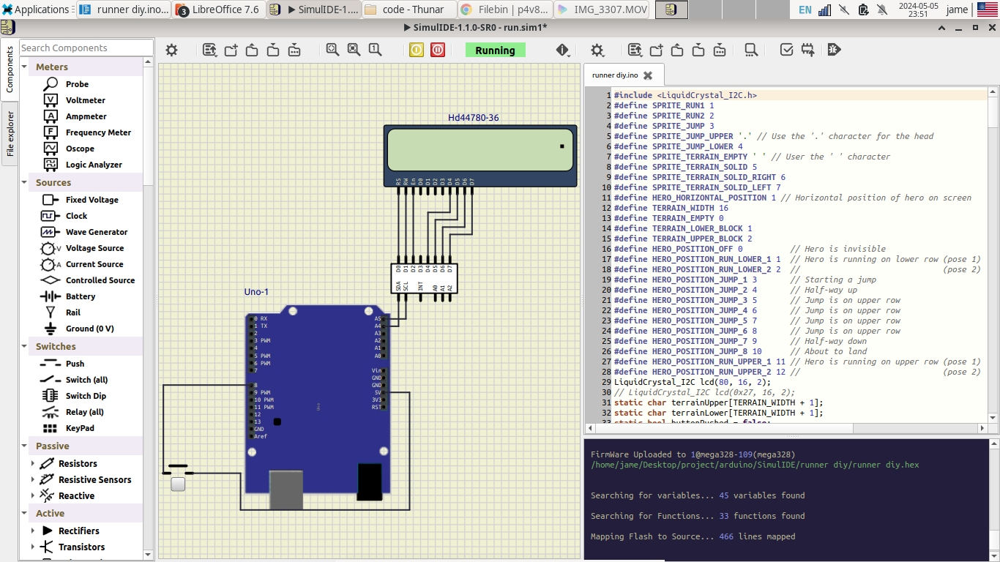 Applications
runner diy.ino...
3 LibreOffice 7.6
▶ SimulIDE-1....
code - Thunar
Filebin | p4v8...
IMG_3307.MOV
EN
2024-05-05
23:51
jame
▶ SimulIDE-1.1.0-SR0 - run.sim1*
Components
File explorer
Search Components
Meters
Probe
Voltmeter
Ampmeter
Frequency Meter
Oscope
Logic Analyzer
Sources
Fixed Voltage
Clock
Wave Generator
Voltage Source
Current Source
Controlled Source
Battery
Rail
Ground (0 V)
Switches
Push
Switch (all)
Switch Dip
Relay (all)
KeyPad
Passive
Resistors
Resistive Sensors
Reactive
Active
Rectifiers
Transistors
Running
Hd44780-36
RS RW En D0 D1 D2 D3 D4 D5 D6 D7
D0 D1 D2 D3 D4 D5 D6 D7
SDA SCL INT A0 A1 A2
Uno-1
0 RX
1 TX
2
3 PWM
4
5 PWM
6 PWM
7
8
9 PWM
10 PWM
11 PWM
12
13
GND
Aref
A5
A4
A3
A2
A1
A0
Vin
GND
GND
5V
3V3
RST
Uno
runner diy.ino
1 #include <LiquidCrystal_I2C.h>
2 #define SPRITE_RUN1 1
3 #define SPRITE_RUN2 2
4 #define SPRITE_JUMP 3
5 #define SPRITE_JUMP_UPPER '.' // Use the '.' character for the head
6 #define SPRITE_JUMP_LOWER 4
7 #define SPRITE_TERRAIN_EMPTY ' ' // User the ' ' character
8 #define SPRITE_TERRAIN_SOLID 5
9 #define SPRITE_TERRAIN_SOLID_RIGHT 6
10 #define SPRITE_TERRAIN_SOLID_LEFT 7
11 #define HERO_HORIZONTAL_POSITION 1 // Horizontal position of hero on screen
12 #define TERRAIN_WIDTH 16
13 #define TERRAIN_EMPTY 0
14 #define TERRAIN_LOWER_BLOCK 1
15 #define TERRAIN_UPPER_BLOCK 2
16 #define HERO_POSITION_OFF 0 // Hero is invisible
17 #define HERO_POSITION_RUN_LOWER_1 1 // Hero is running on lower row (pose 1)
18 #define HERO_POSITION_RUN_LOWER_2 2 // (pose 2)
19 #define HERO_POSITION_JUMP_1 3 // Starting a jump
20 #define HERO_POSITION_JUMP_2 4 // Half-way up
21 #define HERO_POSITION_JUMP_3 5 // Jump is on upper row
22 #define HERO_POSITION_JUMP_4 6 // Jump is on upper row
23 #define HERO_POSITION_JUMP_5 7 // Jump is on upper row
24 #define HERO_POSITION_JUMP_6 8 // Jump is on upper row
25 #define HERO_POSITION_JUMP_7 9 // Half-way down
26 #define HERO_POSITION_JUMP_8 10 // About to land
27 #define HERO_POSITION_RUN_UPPER_1 11 // Hero is running on upper row (pose 1)
28 #define HERO_POSITION_RUN_UPPER_2 12 // (pose 2)
29 LiquidCrystal_I2C lcd(80, 16, 2);
30 // LiquidCrystal_I2C lcd(0x27, 16, 2);
31 static char terrainUpper[TERRAIN_WIDTH + 1];
32 static char terrainLower[TERRAIN_WIDTH + 1];
33 static bool buttonPushed = false;
FirmWare Uploaded to 1@mega328-109(mega328)
/home/jame/Desktop/project/arduino/SimulIDE/runner diy/runner diy.hex
Searching for variables... 45 variables found
Searching for Functions... 33 functions found
Mapping Flash to Source... 466 lines mapped